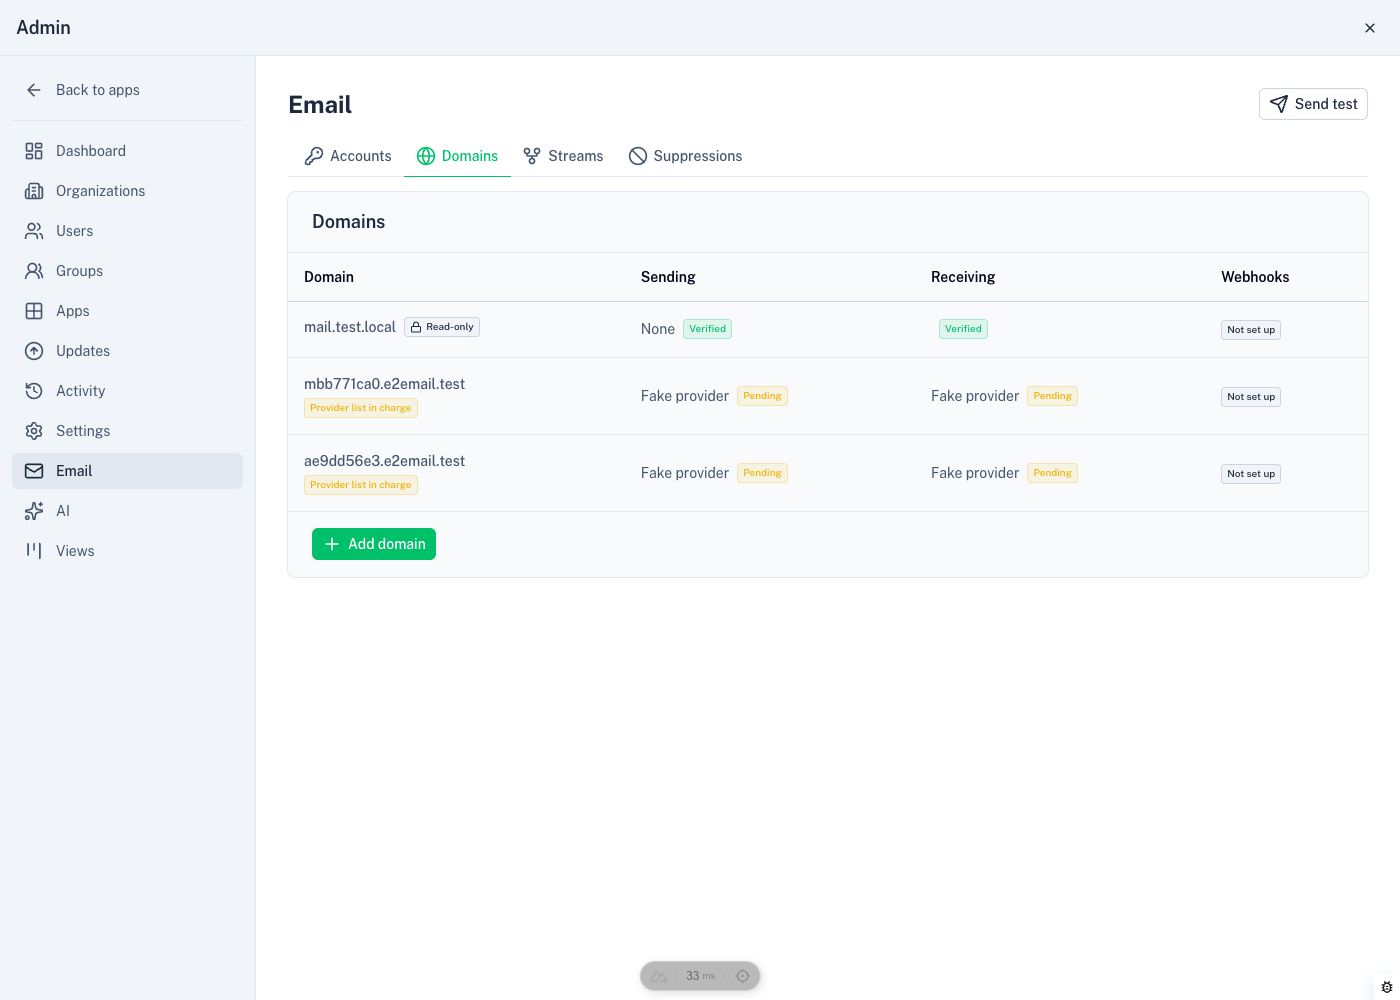 Admin
Back to apps
Dashboard
Organizations
Users
Groups
Apps
Updates
Activity
Settings
Email
AI
Views
Email
Send test
Accounts
Domains
Streams
Suppressions
Domains
Domain Sending Receiving Webhooks
mail.test.local Read-only None Verified Verified Not set up
mbb771ca0.e2email.test
Provider list in charge
Fake provider Pending Fake provider Pending Not set up
ae9dd56e3.e2email.test
Provider list in charge
Fake provider Pending Fake provider Pending Not set up
Add domain
33 ms